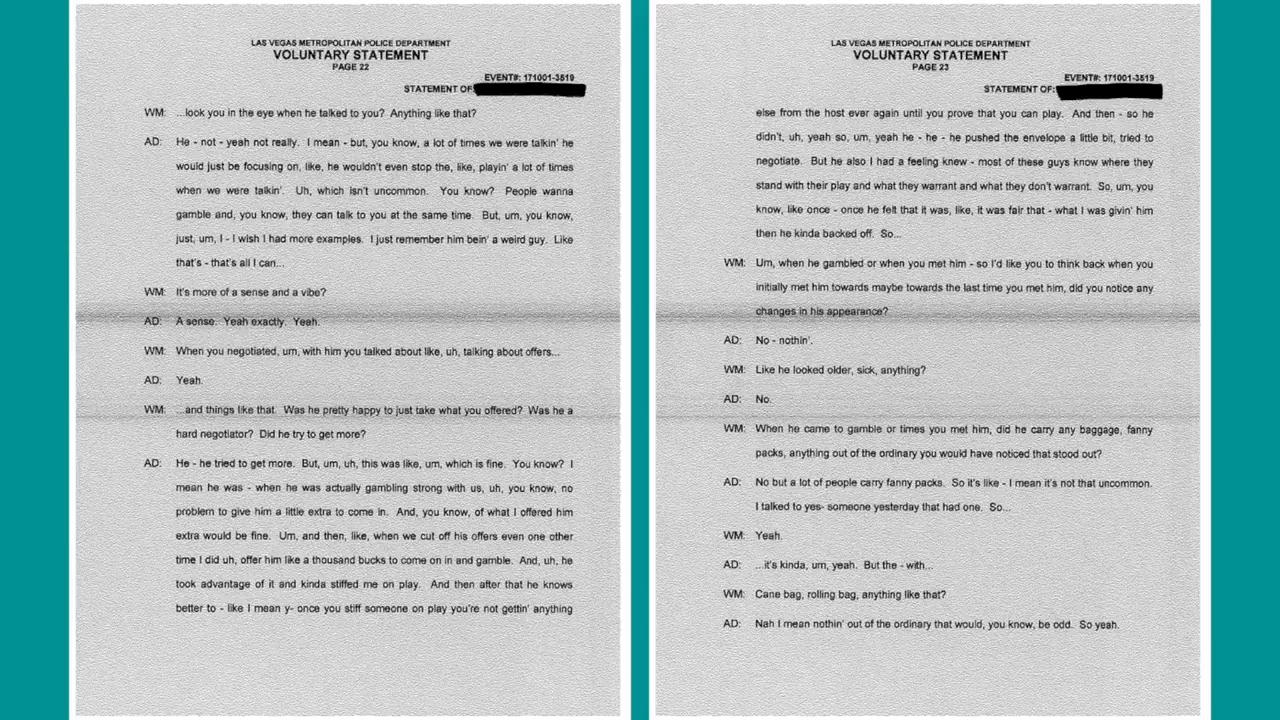 LAS VEGAS METROPOLITAN POLICE DEPARTMENT
VOLUNTARY STATEMENT
PAGE 22
EVENT#: 171001-3519
STATEMENT OF:
WM: ...look you in the eye when he talked to you? Anything like that?
AD: He - not - yeah not really. I mean - but, you know, a lot of times we were talkin' he
would just be focusing on, like, he wouldn't even stop the, like, playin' a lot of times
when we were talkin'. Uh, which isn't uncommon. You know? People wanna
gamble and, you know, they can talk to you at the same time. But, um, you know,
just, um, I - I wish I had more examples. I just remember him bein' a weird guy. Like
that's - that's all I can...
WM: It's more of a sense and a vibe?
AD: A sense. Yeah exactly. Yeah.
WM: When you negotiated, um, with him you talked about like, uh, talking about offers...
AD: Yeah.
WM: ...and things like that. Was he pretty happy to just take what you offered? Was he a
hard negotiator? Did he try to get more?
AD: He - he tried to get more. But, um, uh, this was like, um, which is fine. You know? I
mean he was - when he was actually gambling strong with us, uh, you know, no
problem to give him a little extra to come in. And, you know, of what I offered him
extra would be fine. Um, and then, like, when we cut off his offers even one other
time I did uh, offer him like a thousand bucks to come on in and gamble. And, uh, he
took advantage of it and kinda stiffed me on play. And then after that he knows
better to - like I mean y- once you stiff someone on play you're not gettin' anything
LAS VEGAS METROPOLITAN POLICE DEPARTMENT
VOLUNTARY STATEMENT
PAGE 23
EVENT#: 171001-3519
STATEMENT OF:
else from the host ever again until you prove that you can play. And then - so he
didn't, uh, yeah so, um, yeah he - he - he pushed the envelope a little bit, tried to
negotiate. But he also I had a feeling knew - most of these guys know where they
stand with their play and what they warrant and what they don't warrant. So, um, you
know, like once - once he felt that it was, like, it was fair that - what I was givin' him
then he kinda backed off. So...
WM: Um, when he gambled or when you met him - so I'd like you to think back when you
initially met him towards maybe towards the last time you met him, did you notice any
changes in his appearance?
AD: No - nothin'.
WM: Like he looked older, sick, anything?
AD: No.
WM: When he came to gamble or times you met him, did he carry any baggage, fanny
packs, anything out of the ordinary you would have noticed that stood out?
AD: No but a lot of people carry fanny packs. So it's like - I mean it's not that uncommon.
I talked to yes- someone yesterday that had one. So...
WM: Yeah.
AD: ...it's kinda, um, yeah. But the - with...
WM: Cane bag, rolling bag, anything like that?
AD: Nah I mean nothin' out of the ordinary that would, you know, be odd. So yeah.